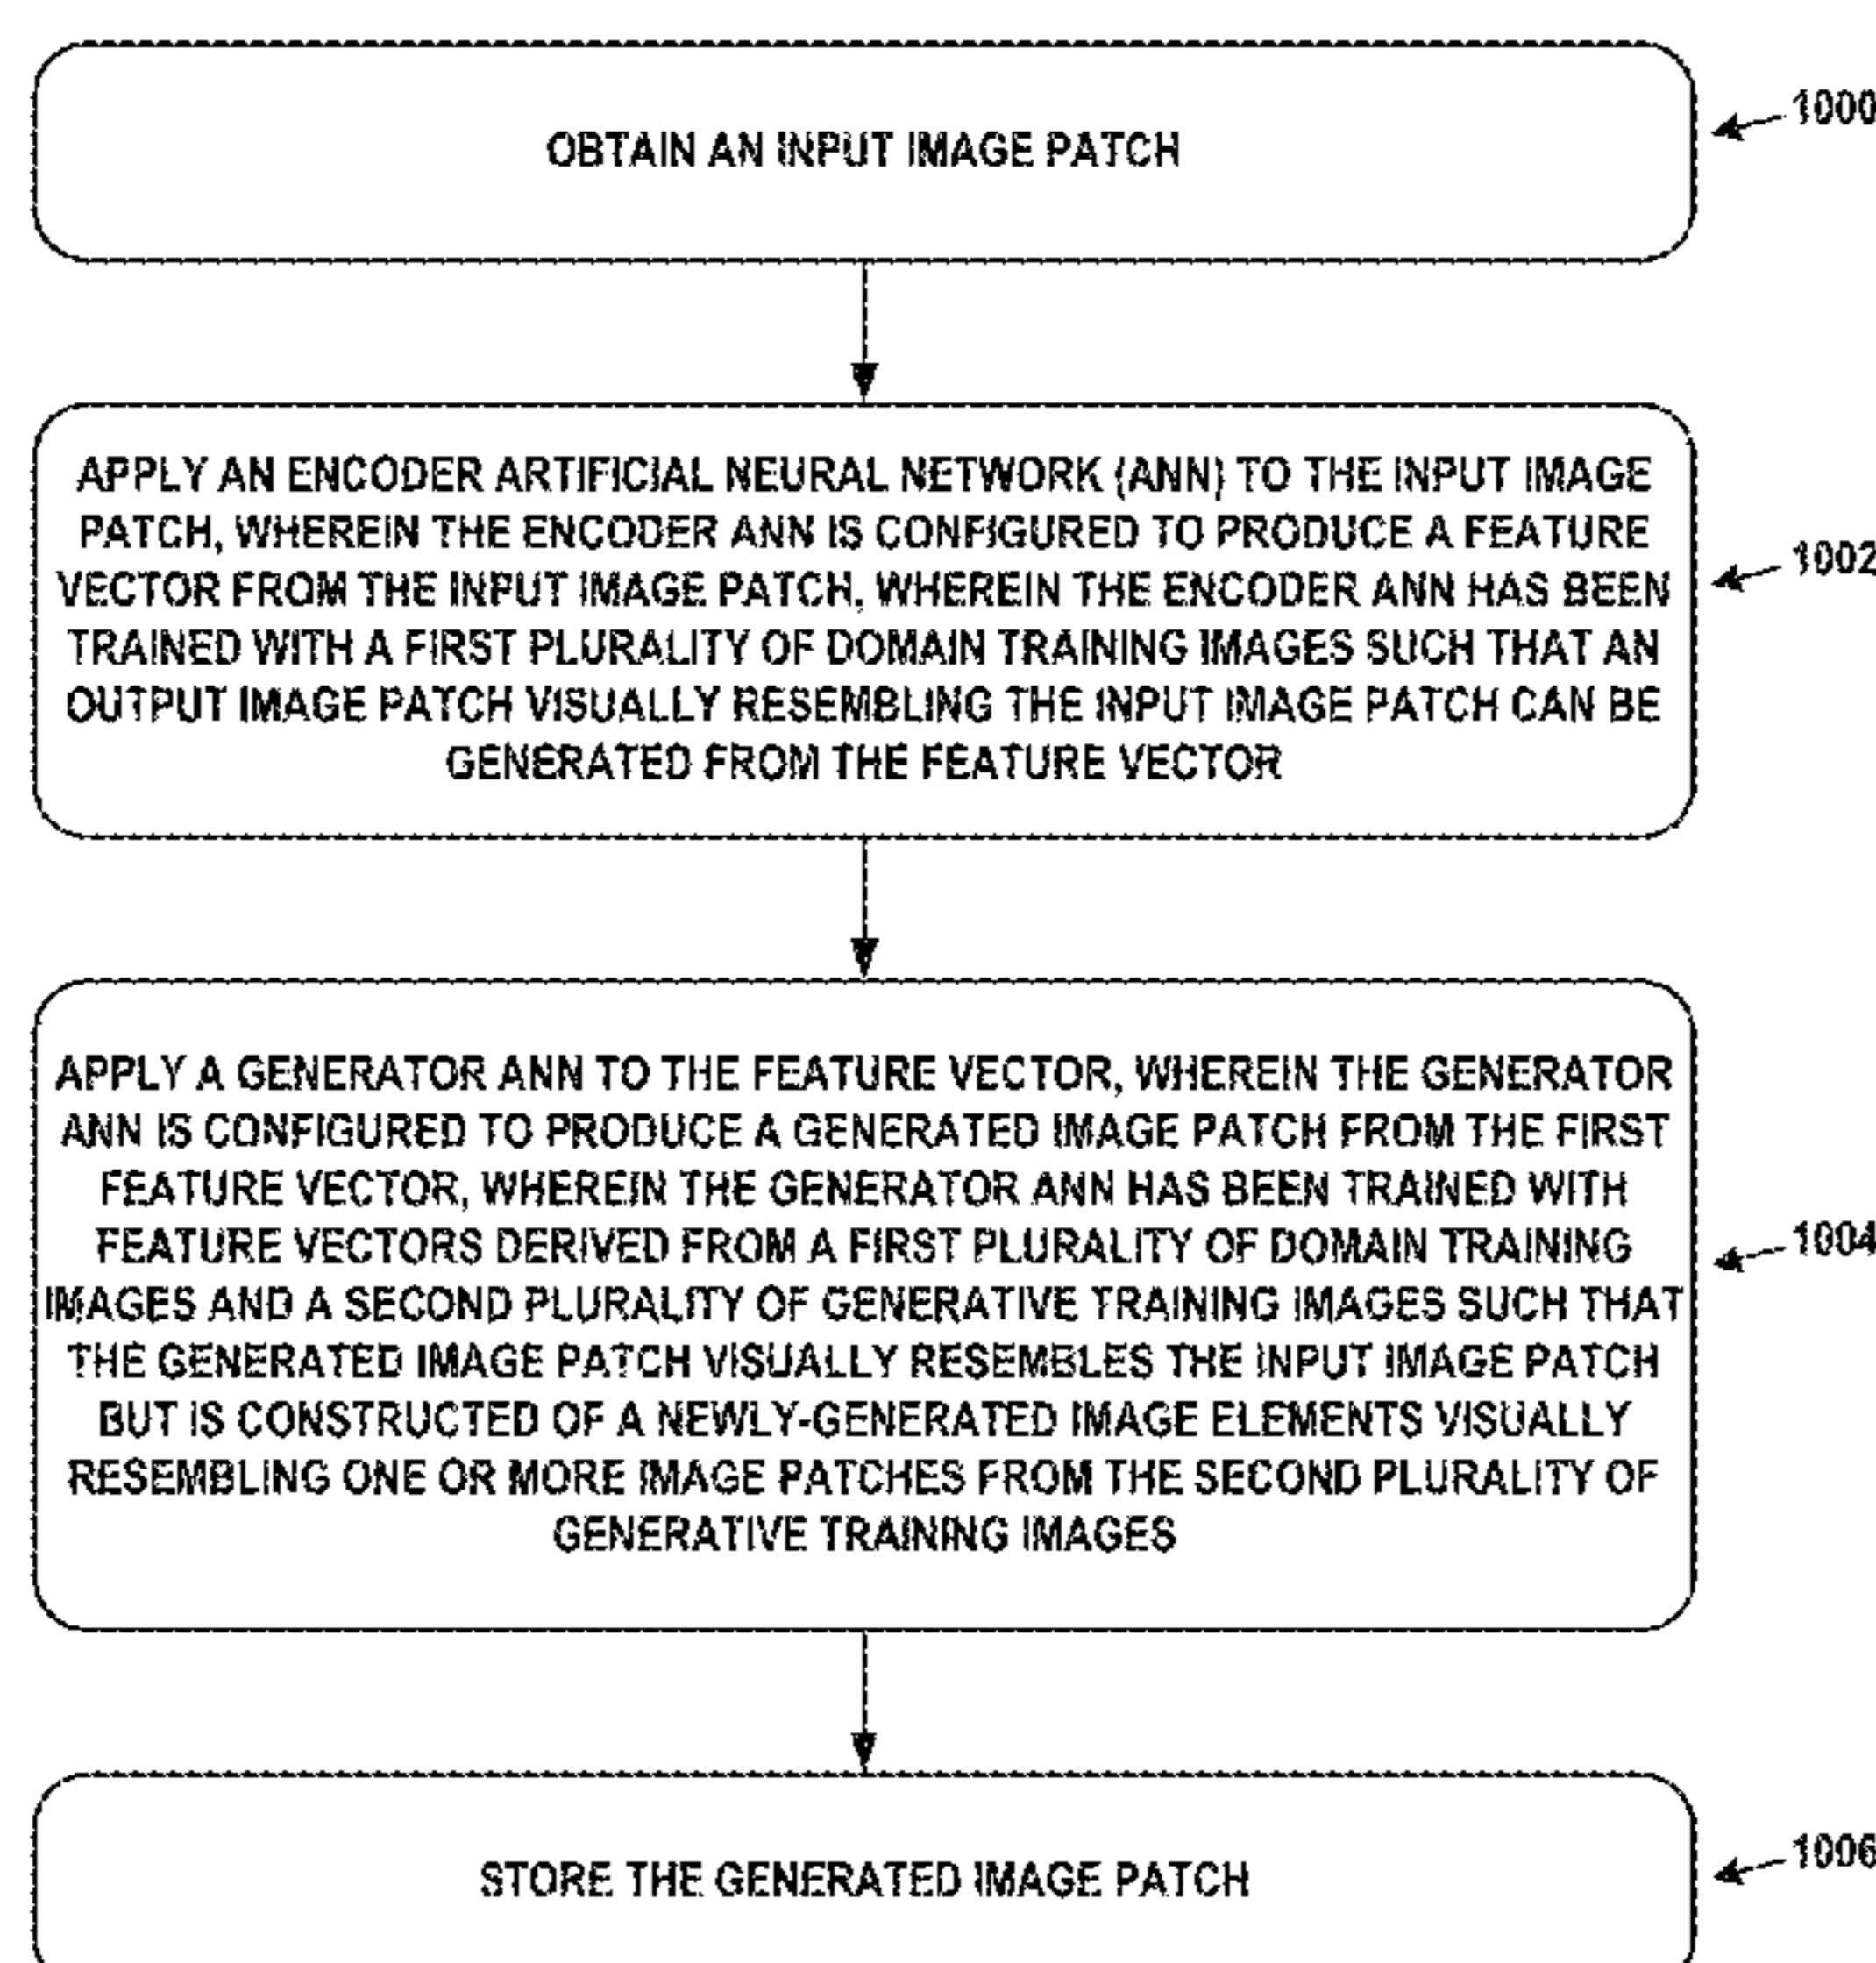 OBTAIN AN INPUT IMAGE PATCH
1000
APPLY AN ENCODER ARTIFICIAL NEURAL NETWORK (ANN) TO THE INPUT IMAGE
PATCH, WHEREIN THE ENCODER ANN IS CONFIGURED TO PRODUCE A FEATURE
VECTOR FROM THE INPUT IMAGE PATCH, WHEREIN THE ENCODER ANN HAS BEEN
TRAINED WITH A FIRST PLURALITY OF DOMAIN TRAINING IMAGES SUCH THAT AN
OUTPUT IMAGE PATCH VISUALLY RESEMBLING THE INPUT IMAGE PATCH CAN BE
GENERATED FROM THE FEATURE VECTOR
1002
APPLY A GENERATOR ANN TO THE FEATURE VECTOR, WHEREIN THE GENERATOR
ANN IS CONFIGURED TO PRODUCE A GENERATED IMAGE PATCH FROM THE FIRST
FEATURE VECTOR, WHEREIN THE GENERATOR ANN HAS BEEN TRAINED WITH
FEATURE VECTORS DERIVED FROM A FIRST PLURALITY OF DOMAIN TRAINING
IMAGES AND A SECOND PLURALITY OF GENERATIVE TRAINING IMAGES SUCH THAT
THE GENERATED IMAGE PATCH VISUALLY RESEMBLES THE INPUT IMAGE PATCH
BUT IS CONSTRUCTED OF A NEWLY-GENERATED IMAGE ELEMENTS VISUALLY
RESEMBLING ONE OR MORE IMAGE PATCHES FROM THE SECOND PLURALITY OF
GENERATIVE TRAINING IMAGES
1004
STORE THE GENERATED IMAGE PATCH
1006